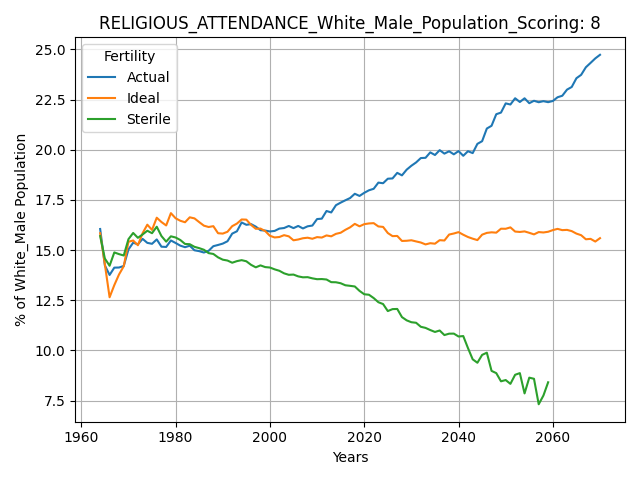 RELIGIOUS_ATTENDANCE_White_Male_Population_Scoring: 8
Fertility
Actual
Ideal
Sterile
% of White_Male Population
25.0
22.5
20.0
17.5
15.0
12.5
10.0
7.5
1960 1980 2000 2020 2040 2060
Years